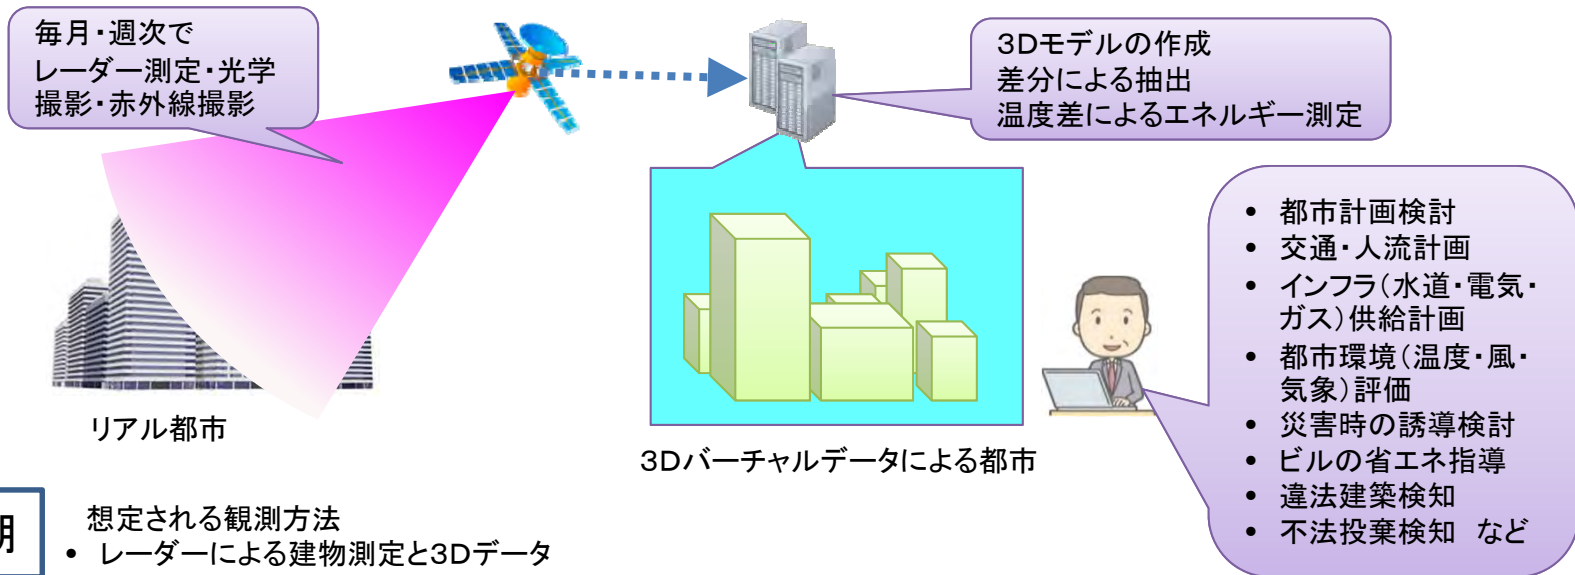 毎月・週次で
レーダー測定・光学
撮影・赤外線撮影
3Dモデルの作成
差分による抽出
温度差によるエネルギー測定
• 都市計画検討
• 交通・人流計画
• インフラ(水道・電気・
ガス)供給計画
• 都市環境(温度・風・
気象)評価
• 災害時の誘導検討
• ビルの省エネ指導
• 違法建築検知
• 不法投棄検知 など
リアル都市
3Dバーチャルデータによる都市
期
想定される観測方法
• レーダーによる建物測定と3Dデータ